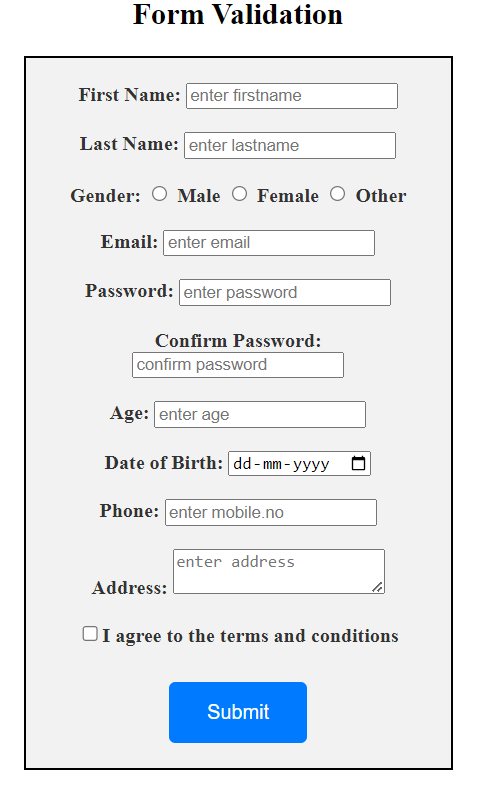 Form Validation
First Name: enter firstname
Last Name: enter lastname
Gender: Male Female Other
Email: enter email
Password: enter password
Confirm Password:
confirm password
Age: enter age
Date of Birth: dd-mm-yyyy
Phone: enter mobile.no
Address: enter address
I agree to the terms and conditions
Submit